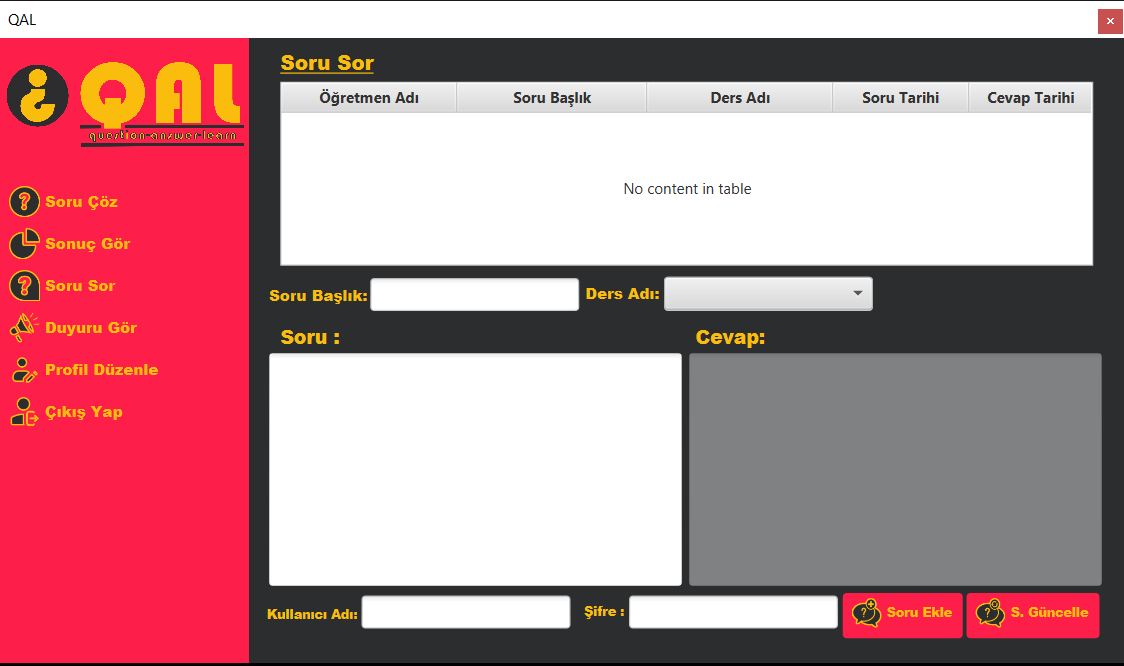 QAL
QAL
question-answer-learn
Soru Çöz
Sonuç Gör
Soru Sor
Duyuru Gör
Profil Düzenle
Çıkış Yap
Soru Sor
Öğretmen Adı Soru Başlık Ders Adı Soru Tarihi Cevap Tarihi
No content in table
Soru Başlık: Ders Adı:
Soru : Cevap:
Kullanıcı Adı: Şifre : Soru Ekle S. Güncelle